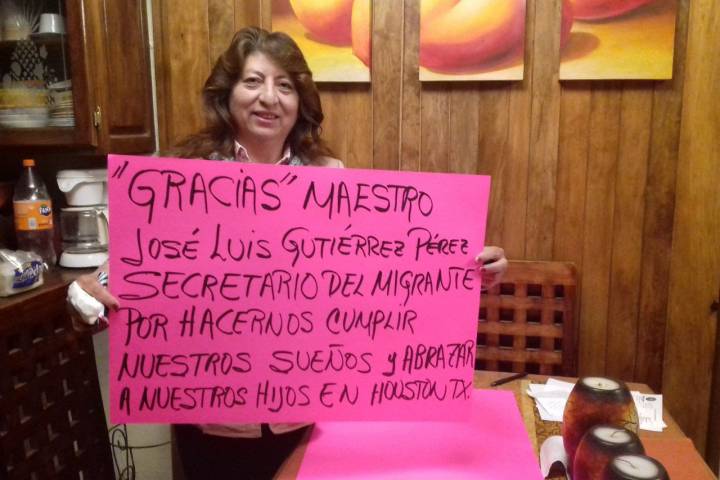 "GRACIAS" MAESTRO
JOSÉ LUIS GUTIÉRREZ PÉREZ
SECRETARIO DEL MIGRANTE
POR HACERNOS CUMPLIR
NUESTROS SUEÑOS y ABRAZAR
A NUESTROS HIJOS EN HOUSTON TX.